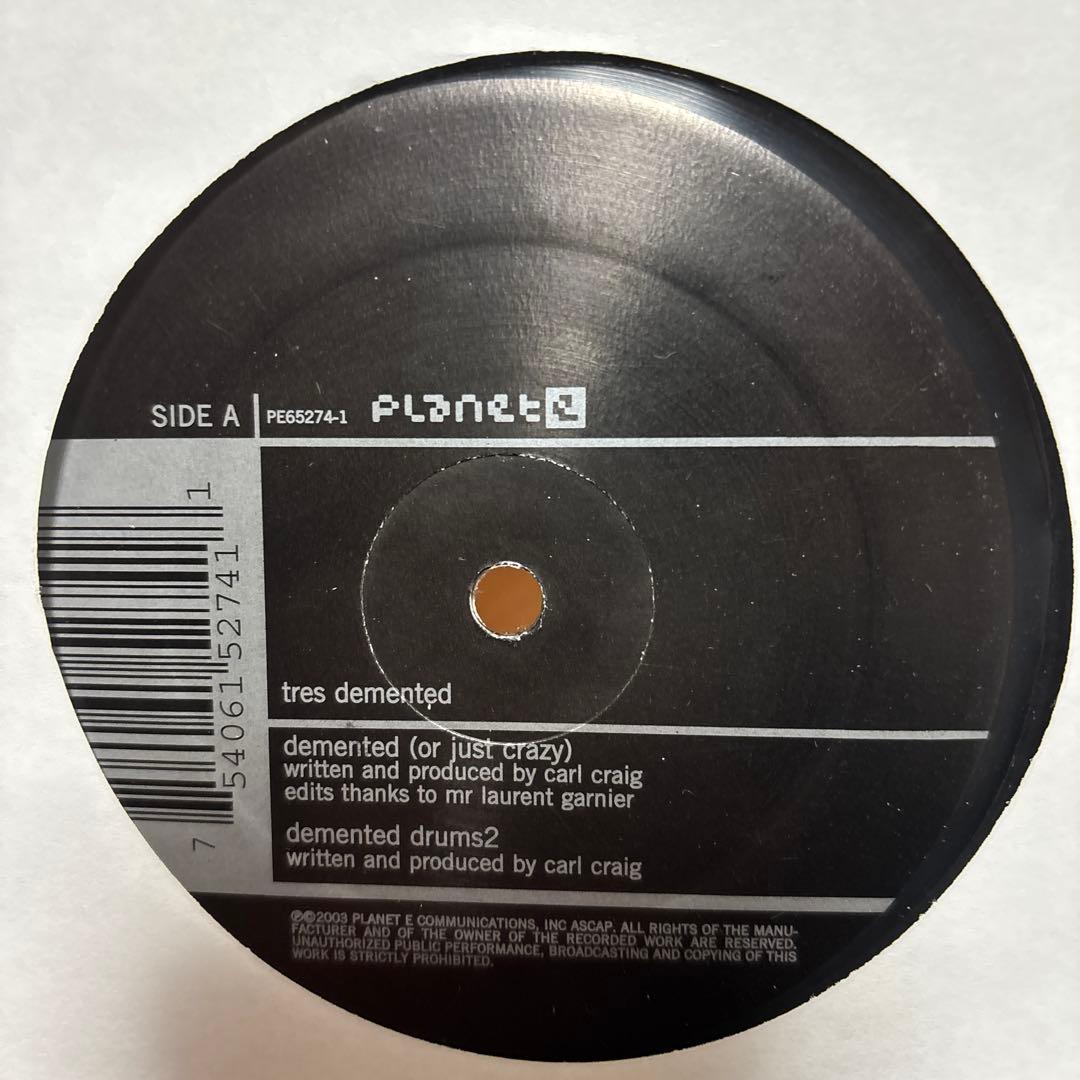 SIDE A
PE65274-1
planet e
7 54061 52741 1
tres demented
demented (or just crazy)
written and produced by carl craig
edits thanks to mr laurent garnier
demented drums2
written and produced by carl craig
℗©2003 PLANET E COMMUNICATIONS, INC ASCAP. ALL RIGHTS OF THE MANU-
FACTURER AND OF THE OWNER OF THE RECORDED WORK ARE RESERVED.
UNAUTHORIZED PUBLIC PERFORMANCE, BROADCASTING AND COPYING OF THIS
WORK IS STRICTLY PROHIBITED.